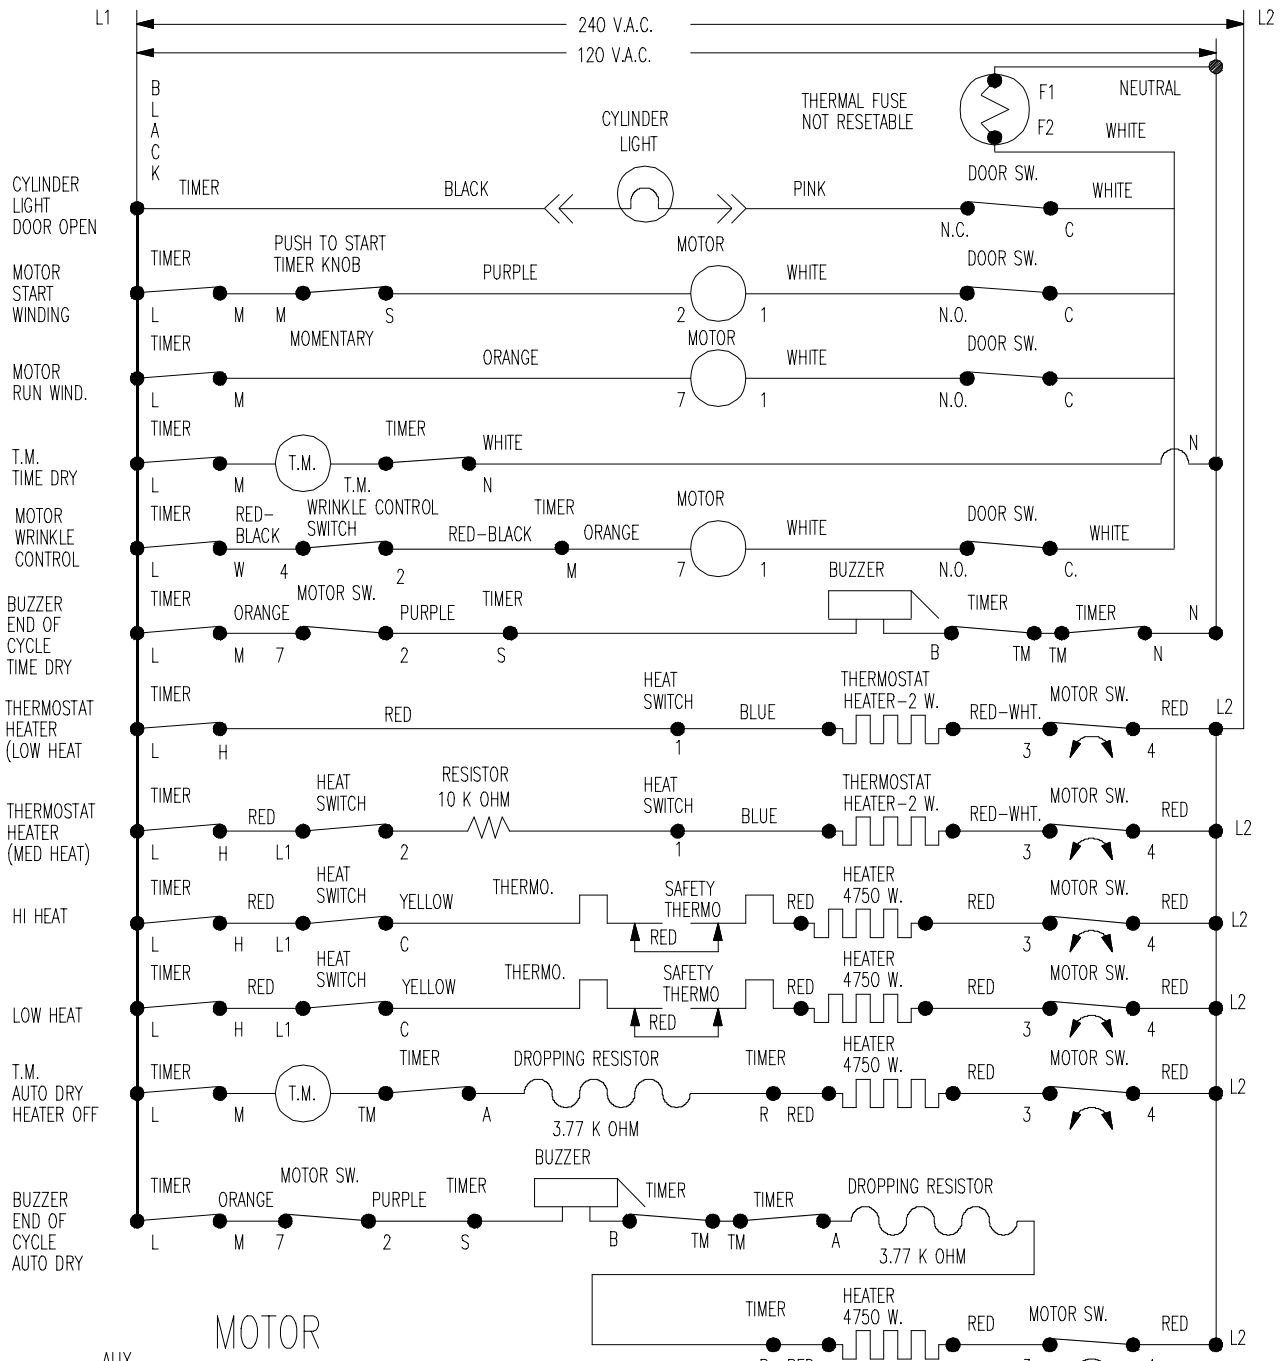 L1
240 V.A.C.
L2
120 V.A.C.
BLACK
THERMAL FUSE
NOT RESETABLE
F1
F2
NEUTRAL
WHITE
CYLINDER
LIGHT
CYLINDER
LIGHT
DOOR OPEN
TIMER
BLACK
PINK
DOOR SW.
WHITE
N.C.
C
MOTOR
START
WINDING
TIMER
PUSH TO START
TIMER KNOB
PURPLE
MOTOR
WHITE
DOOR SW.
L
M
M
S
2
1
N.O.
C
MOMENTARY
MOTOR
RUN WIND.
TIMER
ORANGE
MOTOR
WHITE
DOOR SW.
L
M
7
1
N.O.
C
T.M.
TIME DRY
TIMER
T.M.
TIMER
WHITE
N
L
M
T.M.
N
MOTOR
WRINKLE
CONTROL
TIMER
RED-
BLACK
WRINKLE CONTROL
SWITCH
RED-BLACK
TIMER
ORANGE
MOTOR
WHITE
DOOR SW.
WHITE
L
W
4
2
M
7
1
N.O.
C.
BUZZER
END OF
CYCLE
TIME DRY
TIMER
ORANGE
MOTOR SW.
PURPLE
TIMER
BUZZER
TIMER
TIMER
N
L
M
7
2
S
B
TM
TM
N
THERMOSTAT
HEATER
(LOW HEAT
TIMER
RED
HEAT
SWITCH
BLUE
THERMOSTAT
HEATER-2 W.
RED-WHT.
MOTOR SW.
RED
L2
L
H
1
3
4
THERMOSTAT
HEATER
(MED HEAT)
TIMER
RED
HEAT
SWITCH
RESISTOR
10 K OHM
HEAT
SWITCH
BLUE
THERMOSTAT
HEATER-2 W.
RED-WHT.
MOTOR SW.
RED
L2
L
H
L1
2
1
3
4
HI HEAT
TIMER
RED
HEAT
SWITCH
YELLOW
THERMO.
SAFETY
THERMO
RED
RED
HEATER
4750 W.
RED
MOTOR SW.
RED
L2
L
H
L1
C
3
4
LOW HEAT
TIMER
RED
HEAT
SWITCH
YELLOW
THERMO.
SAFETY
THERMO
RED
RED
HEATER
4750 W.
RED
MOTOR SW.
RED
L2
L
H
L1
C
3
4
T.M.
AUTO DRY
HEATER OFF
TIMER
T.M.
TIMER
DROPPING RESISTOR
3.77 K OHM
TIMER
HEATER
4750 W.
RED
MOTOR SW.
RED
L2
L
M
TM
A
R
RED
3
4
BUZZER
END OF
CYCLE
AUTO DRY
TIMER
ORANGE
MOTOR SW.
PURPLE
TIMER
BUZZER
TIMER
TIMER
DROPPING RESISTOR
3.77 K OHM
L
M
7
2
S
B
TM
TM
A
TIMER
HEATER
4750 W.
RED
MOTOR SW.
RED
L2
MOTOR